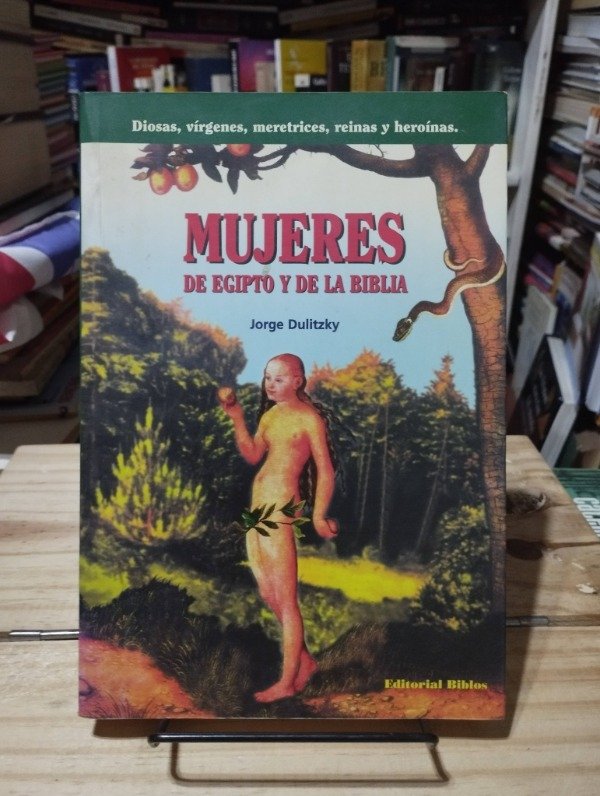 Diosas, vírgenes, meretrices, reinas y heroínas.
MUJERES
DE EGIPTO Y DE LA BIBLIA
Jorge Dulitzky
Editorial Biblos